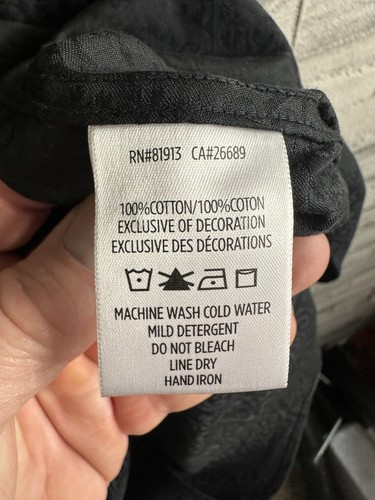 RN#81913 CA#26689
100%COTTON/100%COTON
EXCLUSIVE OF DECORATION
EXCLUSIVE DES DÉCORATIONS
MACHINE WASH COLD WATER
MILD DETERGENT
DO NOT BLEACH
LINE DRY
HAND IRON